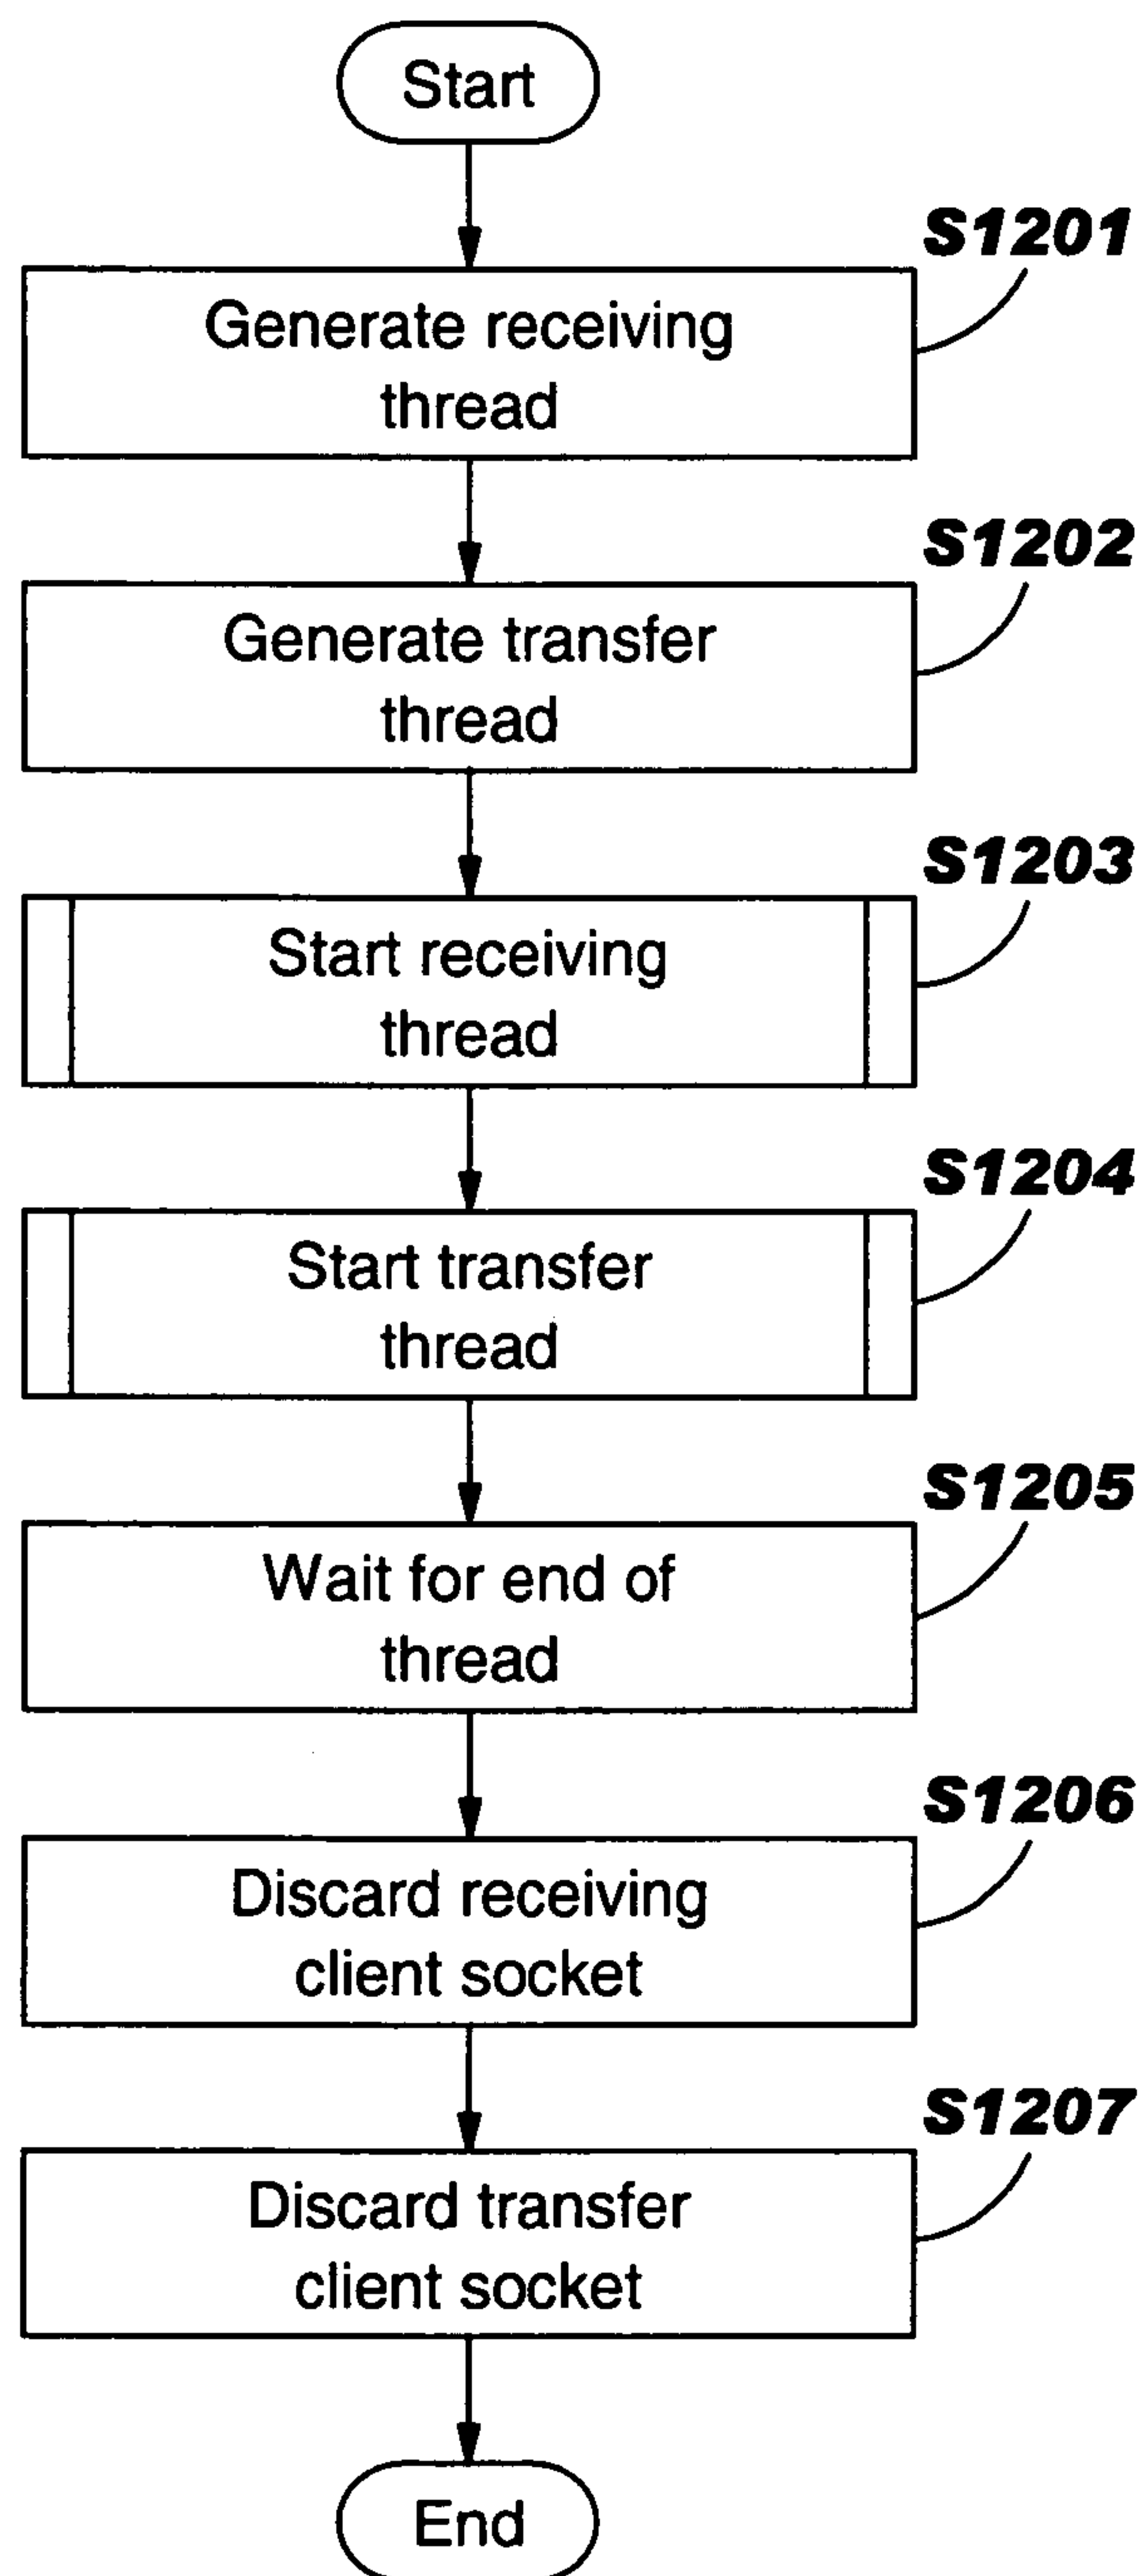 Start
S1201
Generate receiving
thread
S1202
Generate transfer
thread
S1203
Start receiving
thread
S1204
Start transfer
thread
S1205
Wait for end of
thread
S1206
Discard receiving
client socket
S1207
Discard transfer
client socket
End